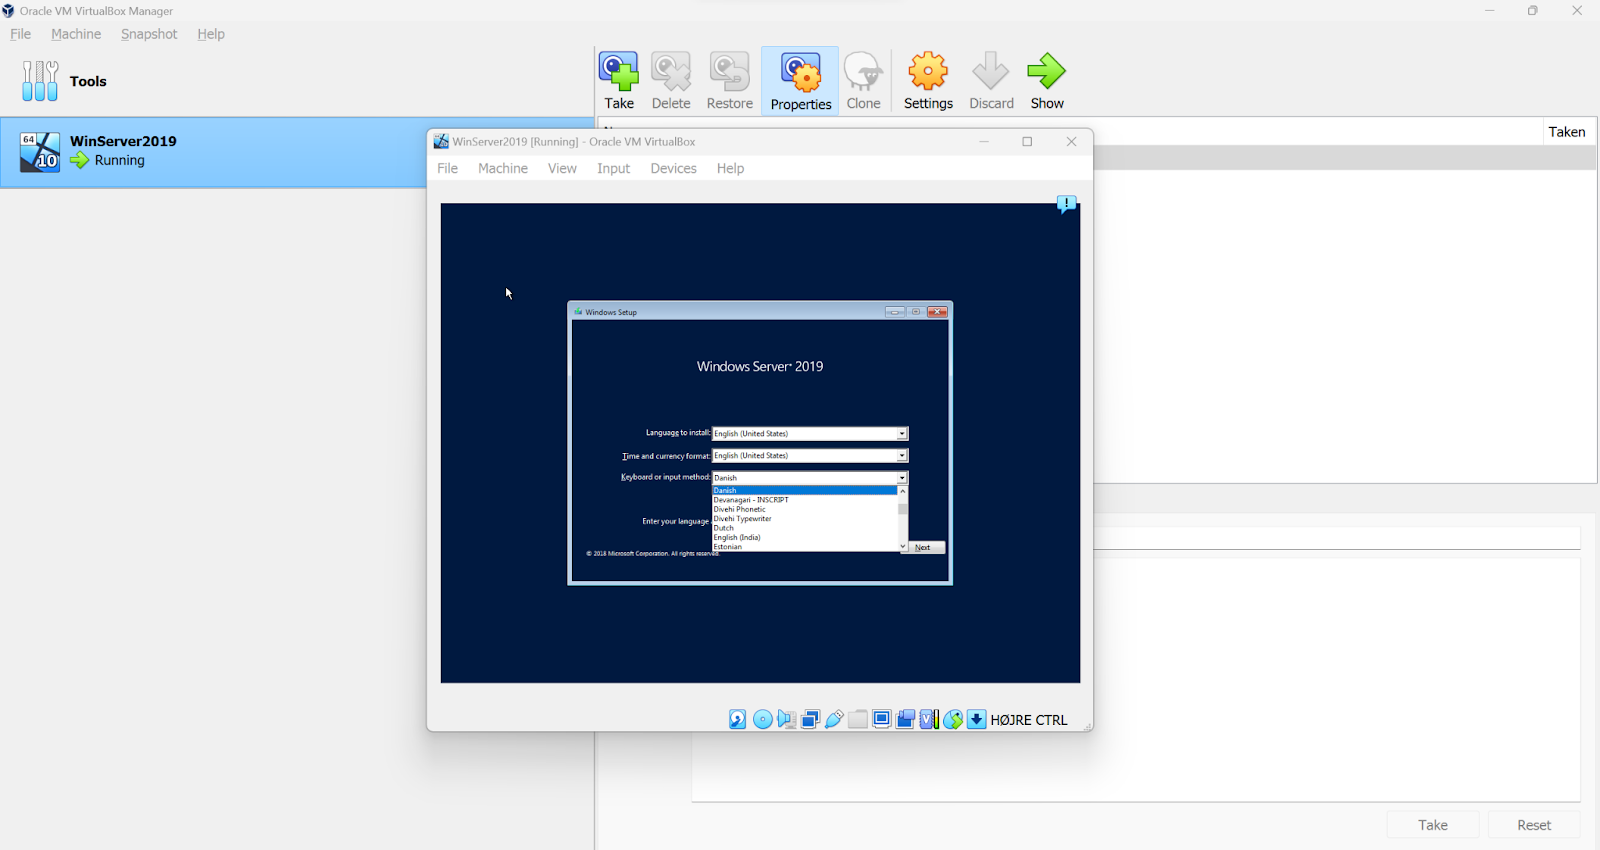 Oracle VM VirtualBox Manager
File Machine Snapshot Help
Tools
Take Delete Restore Properties Clone Settings Discard Show
Taken
64
10
WinServer2019
Running
WinServer2019 [Running] - Oracle VM VirtualBox
File Machine View Input Devices Help
!
Windows Setup
Windows Server 2019
Language to install: English (United States)
Time and currency format: English (United States)
Keyboard or input method: Danish
Danish
Devanagari - INSCRIPT
Divehi Phonetic
Divehi Typewriter
Enter your language
Dutch
English (India)
Estonian
Next
© 2018 Microsoft Corporation. All rights reserved.
V
HØJRE CTRL
Take Reset